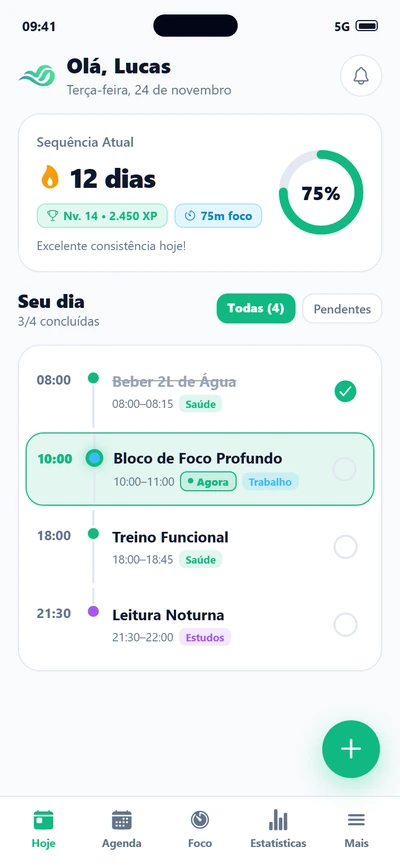 09:41
5G
Olá, Lucas
Terça-feira, 24 de novembro
Sequência Atual
12 dias
Nv. 14 • 2.450 XP
75m foco
Excelente consistência hoje!
75%
Seu dia
3/4 concluídas
Todas (4)
Pendentes
08:00
Beber 2L de Água
08:00–08:15
Saúde
10:00
Bloco de Foco Profundo
10:00–11:00
Agora
Trabalho
18:00
Treino Funcional
18:00–18:45
Saúde
21:30
Leitura Noturna
21:30–22:00
Estudos
Hoje
Agenda
Foco
Estatísticas
Mais